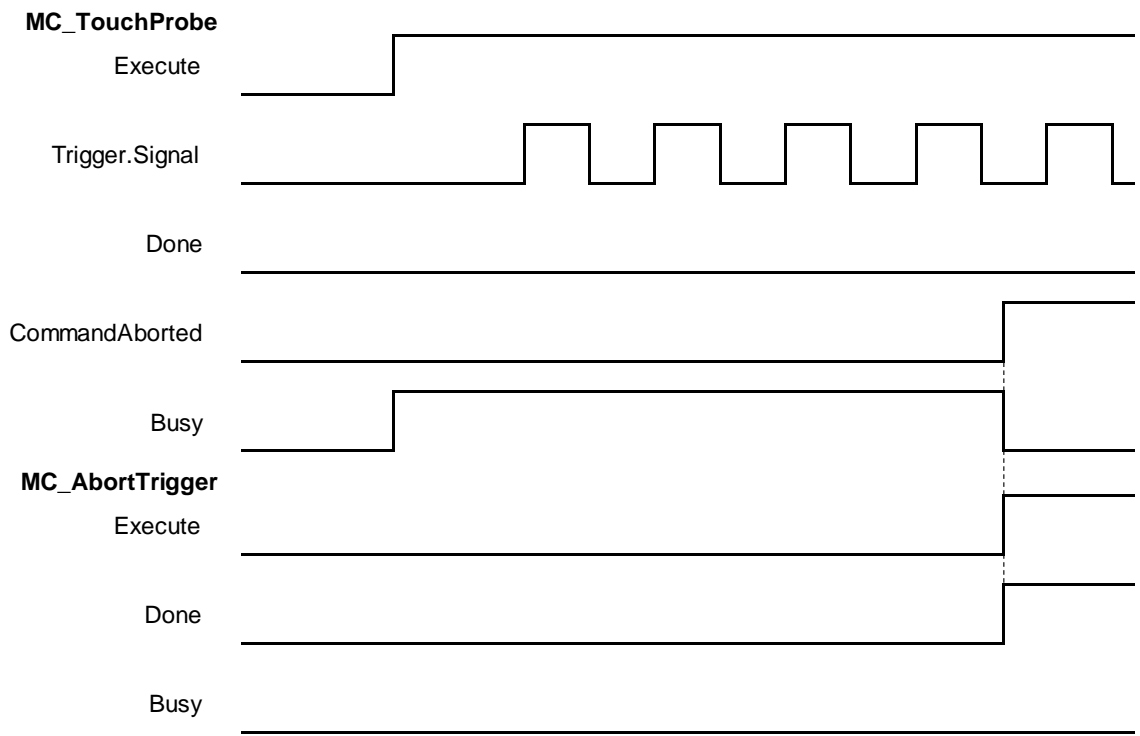 MC_TouchProbe
Execute
Trigger.Signal
Done
CommandAborted
Busy
MC_AbortTrigger
Execute
Done
Busy